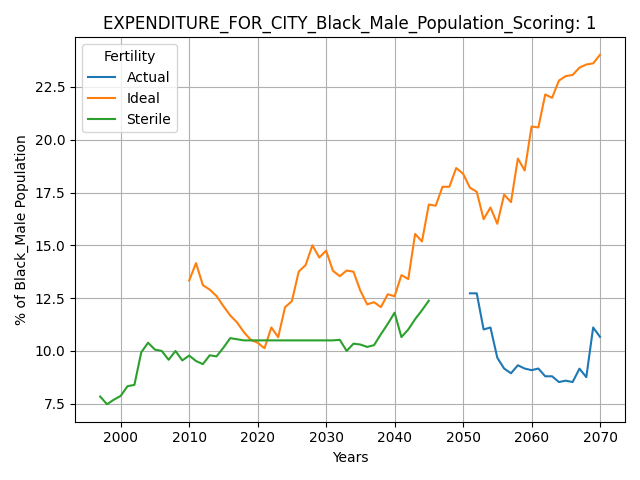 EXPENDITURE_FOR_CITY_Black_Male_Population_Scoring: 1
Fertility
Actual
Ideal
Sterile
% of Black_Male Population
22.5
20.0
17.5
15.0
12.5
10.0
7.5
2000 2010 2020 2030 2040 2050 2060 2070
Years